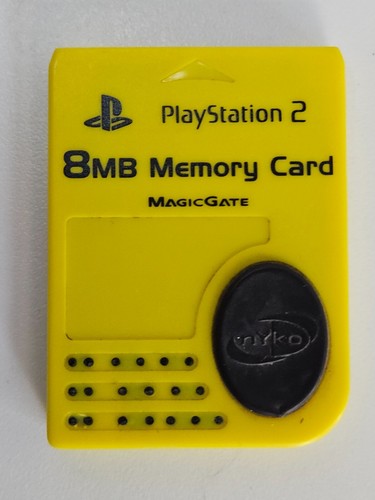 PlayStation 2
8MB Memory Card
MAGICGATE
nyko